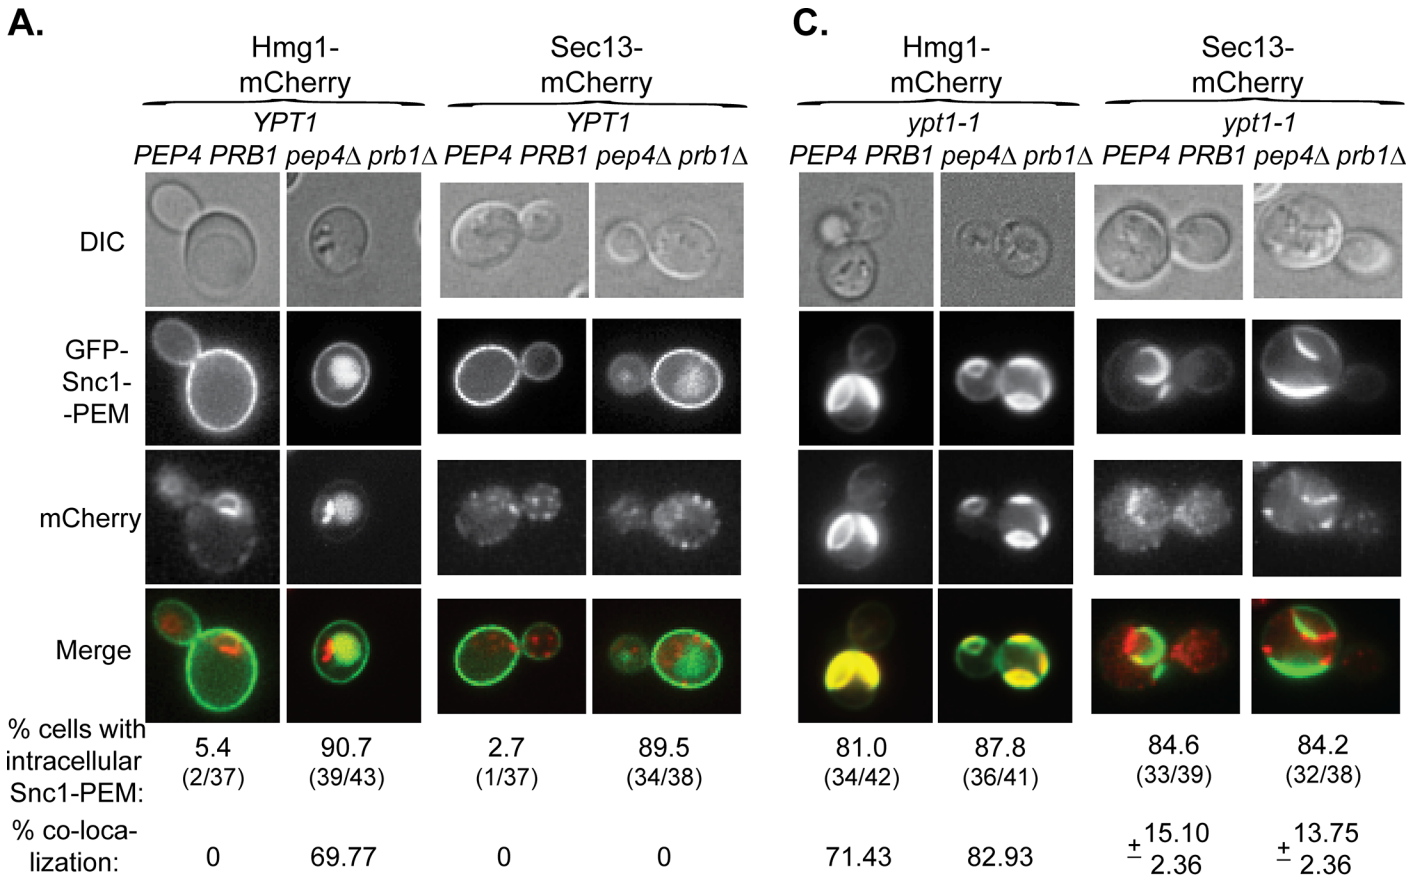 A.
Hmg1-
mCherry
Sec13-
mCherry
YPT1
YPT1
PEP4 PRB1 pep4Δ prb1Δ PEP4 PRB1 pep4Δ prb1Δ
C.
Hmg1-
mCherry
Sec13-
mCherry
ypt1-1
ypt1-1
PEP4 PRB1 pep4Δ prb1Δ PEP4 PRB1 pep4Δ prb1Δ
DIC
GFP-
Snc1-
-PEM
mCherry
Merge
% cells with
intracellular
Snc1-PEM:
5.4 90.7 2.7 89.5 81.0 87.8 84.6 84.2
(2/37) (39/43) (1/37) (34/38) (34/42) (36/41) (33/39) (32/38)
% co-loca-
lization:
0 69.77 0 0 71.43 82.93
15.10
± 2.36
13.75
± 2.36